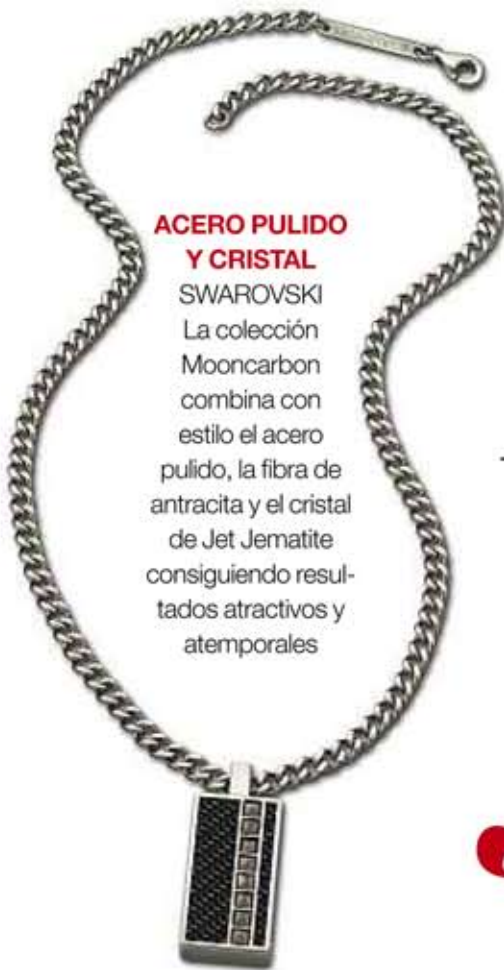 ACERO PULIDO
Y CRISTAL
SWAROVSKI
La colección
Mooncarbon
combina con
estilo el acero
pulido, la fibra de
antracita y el cristal
de Jet Jematite
consiguiendo resul-
tados atractivos y
atemporales